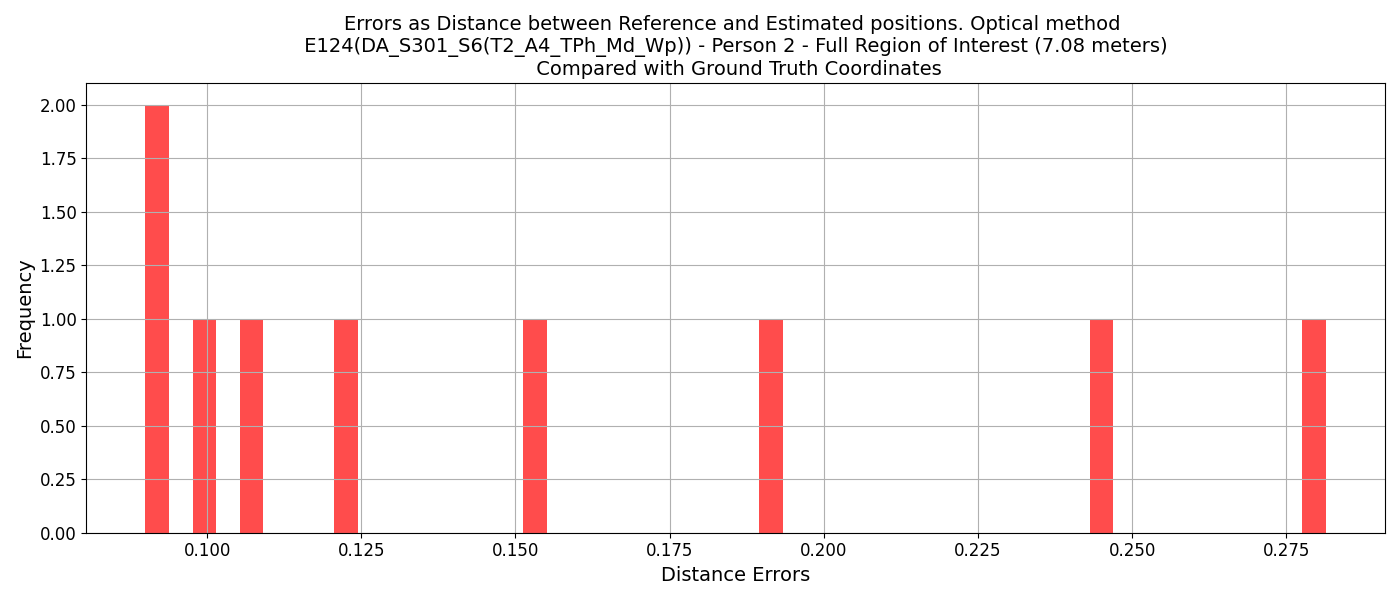 Errors as Distance between Reference and Estimated positions. Optical method
E124(DA_S301_S6(T2_A4_TPh_Md_Wp)) - Person 2 - Full Region of Interest (7.08 meters)
Compared with Ground Truth Coordinates
2.00
1.75
1.50
1.25
1.00
0.75
0.50
0.25
0.00
Frequency
0.100 0.125 0.150 0.175 0.200 0.225 0.250 0.275
Distance Errors